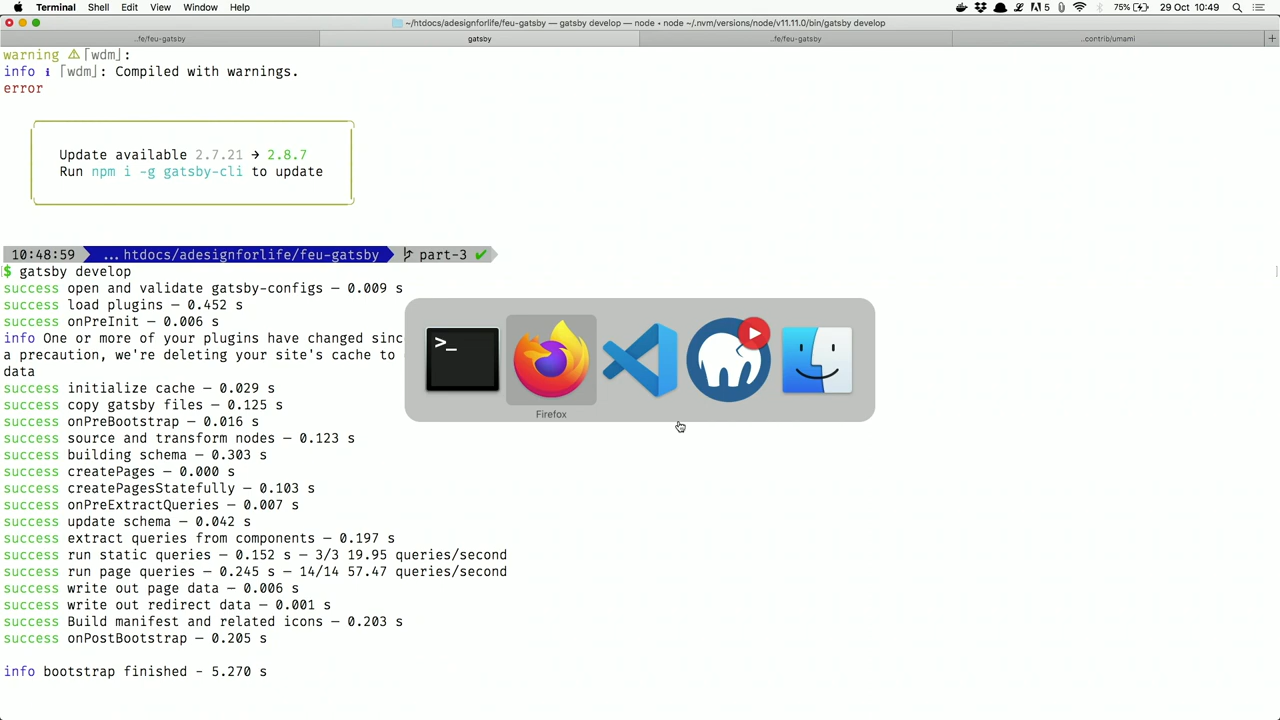 Terminal Shell Edit View Window Help 5 75% 29 Oct 10:49
~/htdocs/adesignforlife/feu-gatsby — gatsby develop — node • node ~/.nvm/versions/node/v11.11.0/bin/gatsby develop
..fe/feu-gatsby gatsby ..fe/feu-gatsby ..contrib/umami
warning ⚠ ｢wdm｣:
info ℹ ｢wdm｣: Compiled with warnings.
error
Update available 2.7.21 → 2.8.7
Run npm i -g gatsby-cli to update
10:48:59 ... htdocs/adesignforlife/feu-gatsby part-3 ✔
$ gatsby develop
success open and validate gatsby-configs — 0.009 s
success load plugins — 0.452 s
success onPreInit — 0.006 s
info One or more of your plugins have changed sinc
a precaution, we're deleting your site's cache to
data
success initialize cache — 0.029 s
success copy gatsby files — 0.125 s
success onPreBootstrap — 0.016 s
success source and transform nodes — 0.123 s
success building schema — 0.303 s
success createPages — 0.000 s
success createPagesStatefully — 0.103 s
success onPreExtractQueries — 0.007 s
success update schema — 0.042 s
success extract queries from components — 0.197 s
success run static queries — 0.152 s — 3/3 19.95 queries/second
success run page queries — 0.245 s — 14/14 57.47 queries/second
success write out page data — 0.006 s
success write out redirect data — 0.001 s
success Build manifest and related icons — 0.203 s
success onPostBootstrap — 0.205 s
info bootstrap finished - 5.270 s
>_
Firefox